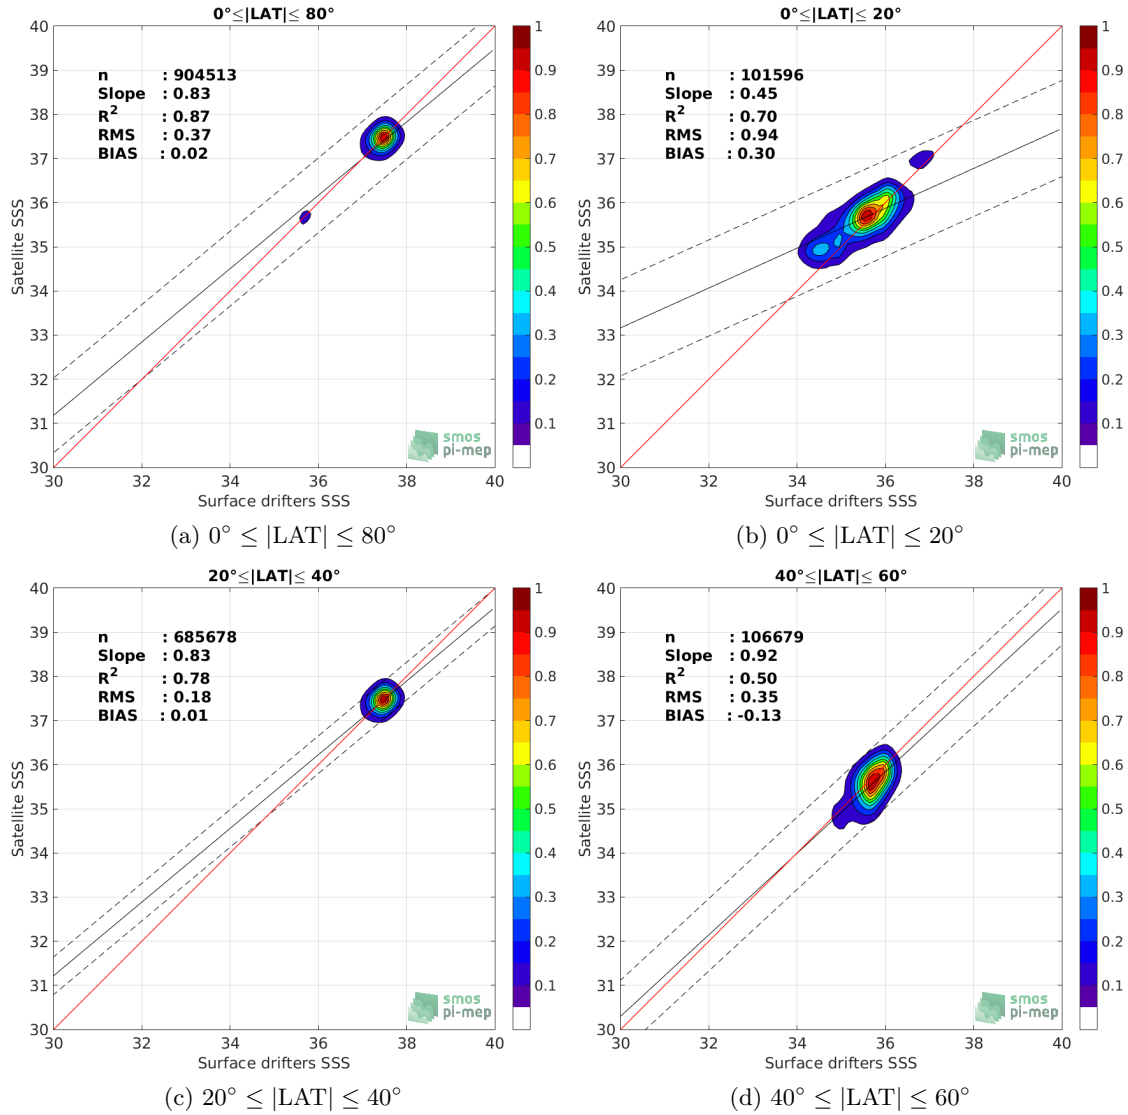 0°≤|LAT|≤ 80°
n : 904513
Slope : 0.83
R² : 0.87
RMS : 0.37
BIAS : 0.02
Satellite SSS
40
39
38
37
36
35
34
33
32
31
30
30 32 34 36 38 40
Surface drifters SSS
1
0.9
0.8
0.7
0.6
0.5
0.4
0.3
0.2
0.1
smos
pi-mep
(a) 0° ≤ |LAT| ≤ 80°
0°≤|LAT|≤ 20°
n : 101596
Slope : 0.45
R² : 0.70
RMS : 0.94
BIAS : 0.30
Satellite SSS
40
39
38
37
36
35
34
33
32
31
30
30 32 34 36 38 40
Surface drifters SSS
1
0.9
0.8
0.7
0.6
0.5
0.4
0.3
0.2
0.1
smos
pi-mep
(b) 0° ≤ |LAT| ≤ 20°
20°≤|LAT|≤ 40°
n : 685678
Slope : 0.83
R² : 0.78
RMS : 0.18
BIAS : 0.01
Satellite SSS
40
39
38
37
36
35
34
33
32
31
30
30 32 34 36 38 40
Surface drifters SSS
1
0.9
0.8
0.7
0.6
0.5
0.4
0.3
0.2
0.1
smos
pi-mep
(c) 20° ≤ |LAT| ≤ 40°
40°≤|LAT|≤ 60°
n : 106679
Slope : 0.92
R² : 0.50
RMS : 0.35
BIAS : -0.13
Satellite SSS
40
39
38
37
36
35
34
33
32
31
30
30 32 34 36 38 40
Surface drifters SSS
1
0.9
0.8
0.7
0.6
0.5
0.4
0.3
0.2
0.1
smos
pi-mep
(d) 40° ≤ |LAT| ≤ 60°